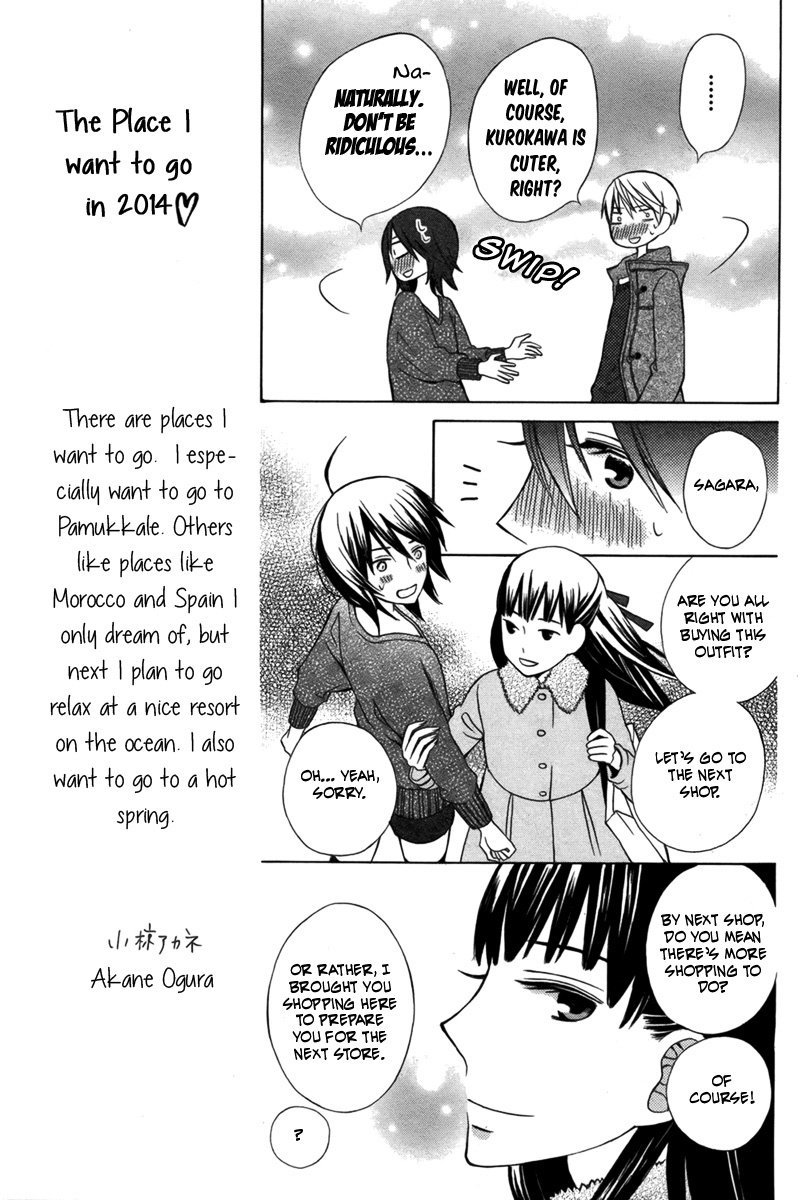 The Place I
want to go
in 2014♡
There are places I
want to go. I espe-
cially want to go to
Pamukkale. Others
like places like
Morocco and Spain I
only dream of, but
next I plan to go
relax at a nice resort
on the ocean. I also
want to go to a hot
spring.
Akane Ogura
......
WELL, OF
COURSE,
KUROKAWA IS
CUTER,
RIGHT?
Na-
NATURALLY.
DON'T BE
RIDICULOUS...
SWIP!
SAGARA,
ARE YOU ALL
RIGHT WITH
BUYING THIS
OUTFIT?
LET'S GO TO
THE NEXT
SHOP.
OH... YEAH,
SORRY.
BY NEXT SHOP,
DO YOU MEAN
THERE'S MORE
SHOPPING TO
DO?
OF
COURSE!
OR RATHER, I
BROUGHT YOU
SHOPPING HERE
TO PREPARE
YOU FOR THE
NEXT STORE.
?